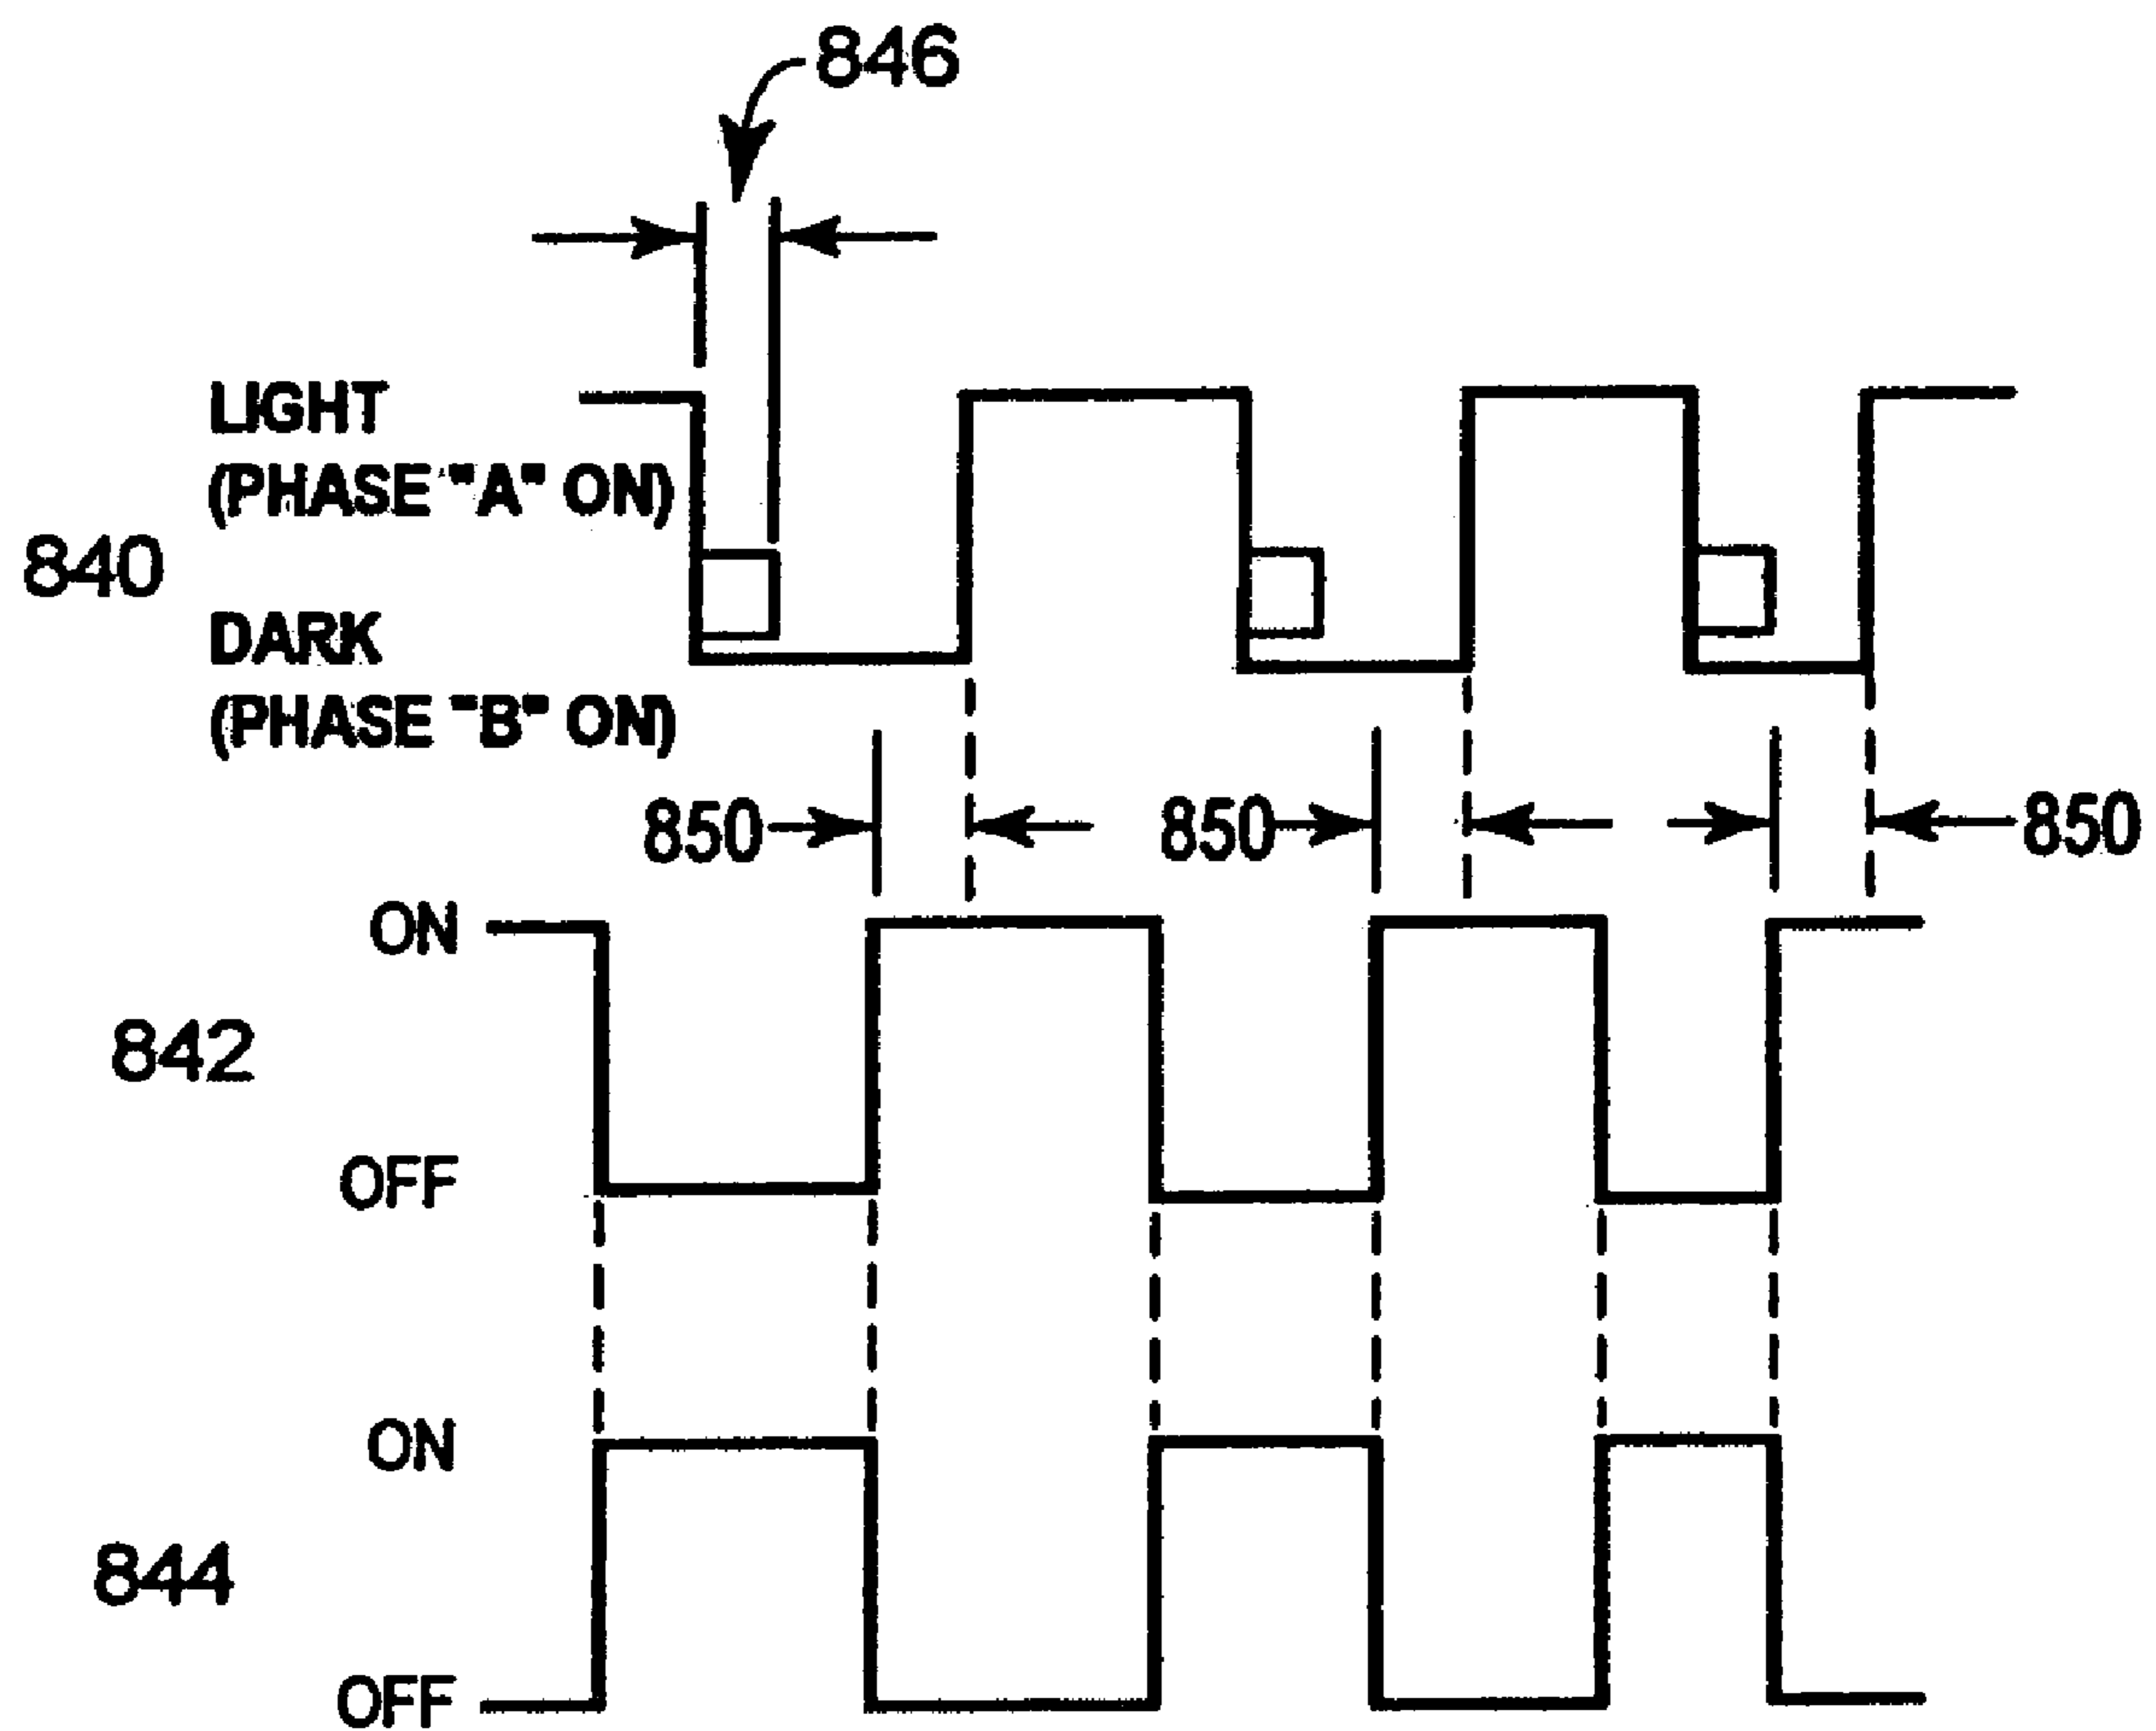 846
LIGHT
(PHASE "A" ON)
840
DARK
(PHASE "B" ON)
850 850 850
ON
842
OFF
ON
844
OFF